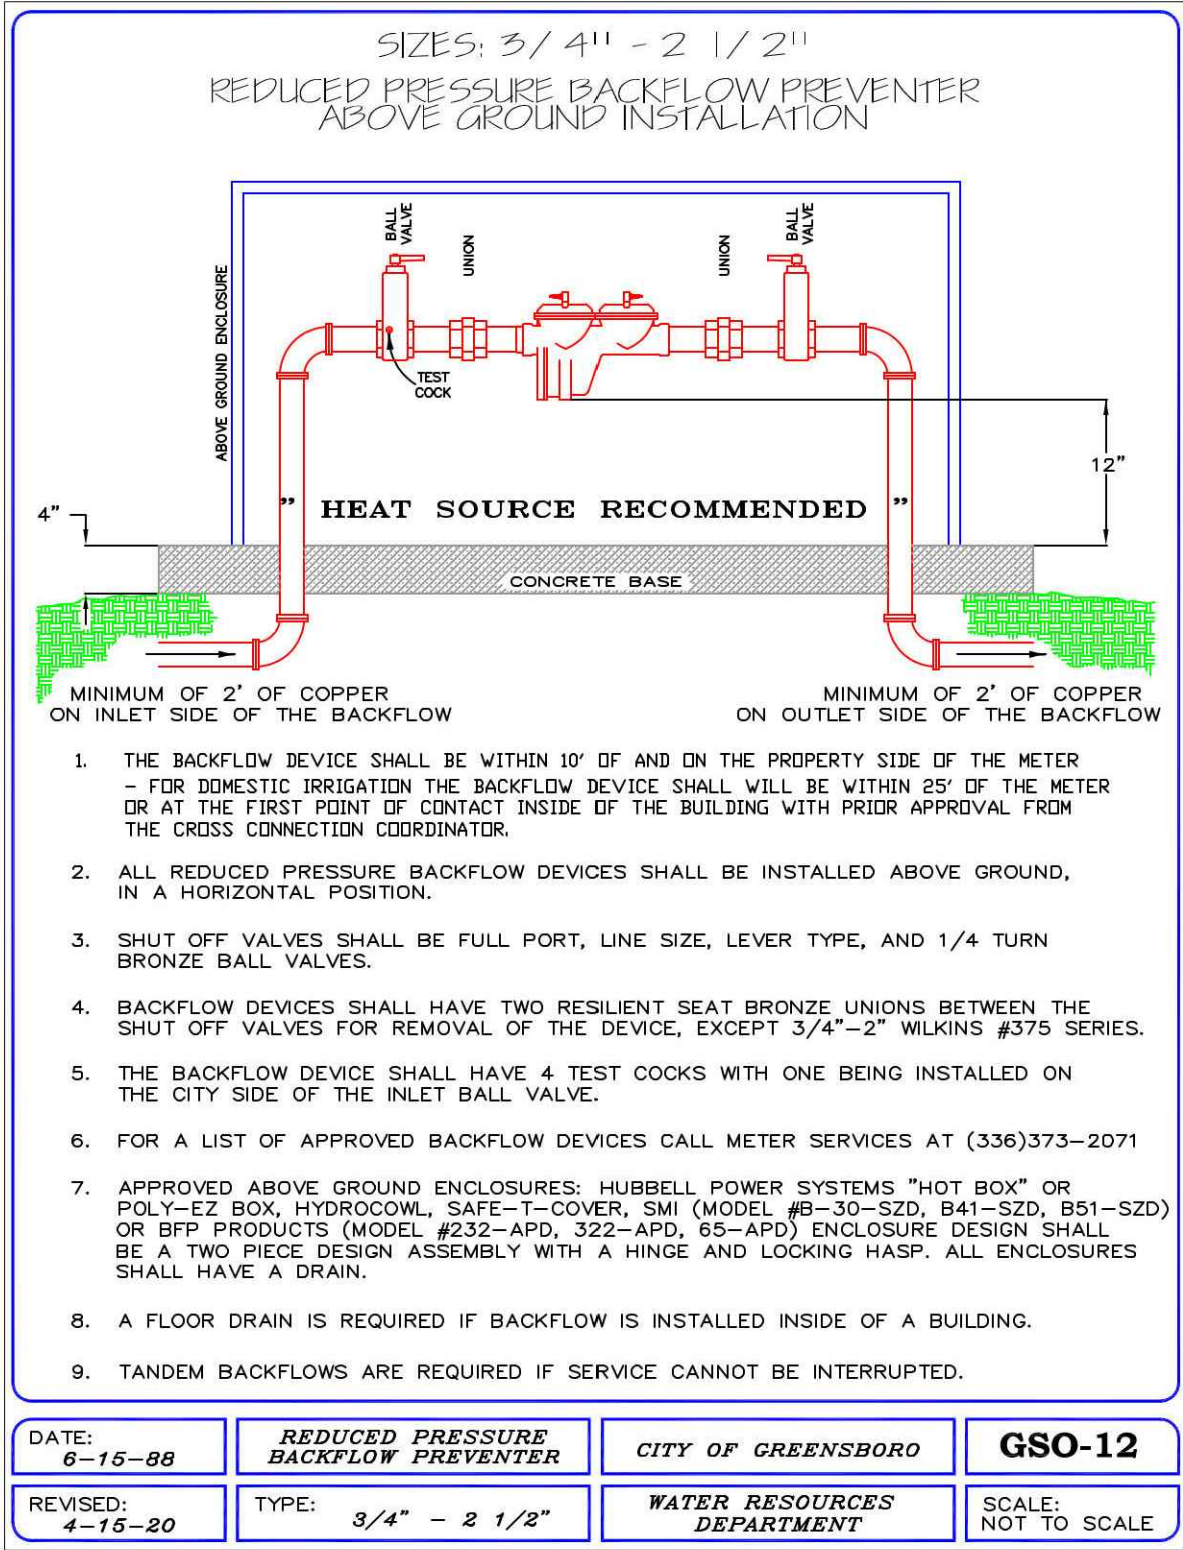 SIZES: 3/4" - 2 1/2"
REDUCED PRESSURE BACKFLOW PREVENTER
ABOVE GROUND INSTALLATION
BALL
VALVE
UNION
UNION
BALL
VALVE
ABOVE GROUND ENCLOSURE
TEST
COCK
12"
4"
" HEAT SOURCE RECOMMENDED "
CONCRETE BASE
MINIMUM OF 2' OF COPPER
ON INLET SIDE OF THE BACKFLOW
MINIMUM OF 2' OF COPPER
ON OUTLET SIDE OF THE BACKFLOW
1. THE BACKFLOW DEVICE SHALL BE WITHIN 10' OF AND ON THE PROPERTY SIDE OF THE METER
- FOR DOMESTIC IRRIGATION THE BACKFLOW DEVICE SHALL WILL BE WITHIN 25' OF THE METER
OR AT THE FIRST POINT OF CONTACT INSIDE OF THE BUILDING WITH PRIOR APPROVAL FROM
THE CROSS CONNECTION COORDINATOR.
2. ALL REDUCED PRESSURE BACKFLOW DEVICES SHALL BE INSTALLED ABOVE GROUND,
IN A HORIZONTAL POSITION.
3. SHUT OFF VALVES SHALL BE FULL PORT, LINE SIZE, LEVER TYPE, AND 1/4 TURN
BRONZE BALL VALVES.
4. BACKFLOW DEVICES SHALL HAVE TWO RESILIENT SEAT BRONZE UNIONS BETWEEN THE
SHUT OFF VALVES FOR REMOVAL OF THE DEVICE, EXCEPT 3/4"-2" WILKINS #375 SERIES.
5. THE BACKFLOW DEVICE SHALL HAVE 4 TEST COCKS WITH ONE BEING INSTALLED ON
THE CITY SIDE OF THE INLET BALL VALVE.
6. FOR A LIST OF APPROVED BACKFLOW DEVICES CALL METER SERVICES AT (336)373-2071
7. APPROVED ABOVE GROUND ENCLOSURES: HUBBELL POWER SYSTEMS "HOT BOX" OR
POLY-EZ BOX, HYDROCOWL, SAFE-T-COVER, SMI (MODEL #B-30-SZD, B41-SZD, B51-SZD)
OR BFP PRODUCTS (MODEL #232-APD, 322-APD, 65-APD) ENCLOSURE DESIGN SHALL
BE A TWO PIECE DESIGN ASSEMBLY WITH A HINGE AND LOCKING HASP. ALL ENCLOSURES
SHALL HAVE A DRAIN.
8. A FLOOR DRAIN IS REQUIRED IF BACKFLOW IS INSTALLED INSIDE OF A BUILDING.
9. TANDEM BACKFLOWS ARE REQUIRED IF SERVICE CANNOT BE INTERRUPTED.
DATE:
6-15-88
REDUCED PRESSURE
BACKFLOW PREVENTER
CITY OF GREENSBORO
GSO-12
REVISED:
4-15-20
TYPE:
3/4" - 2 1/2"
WATER RESOURCES
DEPARTMENT
SCALE:
NOT TO SCALE